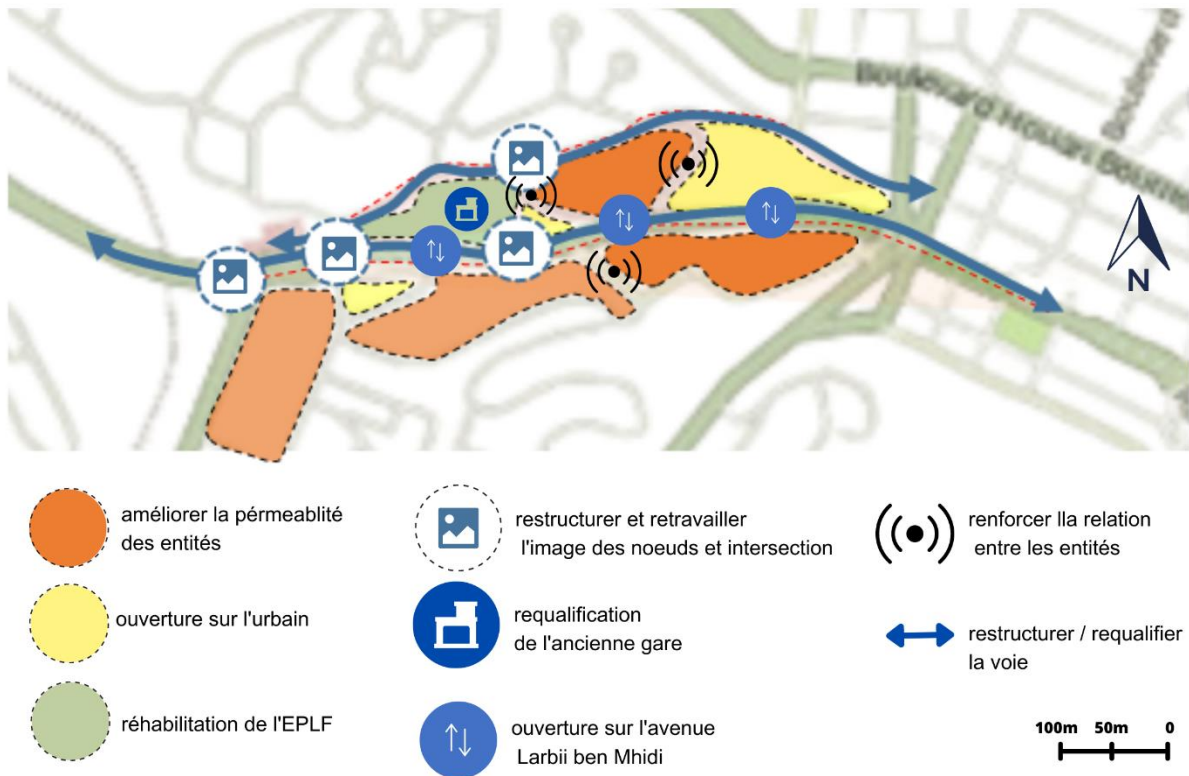 Boulevard Houari Boume
Boulevard
N
améliorer la pérmeablité
des entités
ouverture sur l'urbain
réhabilitation de l'EPLF
restructurer et retravailler
l'image des noeuds et intersection
requalification
de l'ancienne gare
ouverture sur l'avenue
Larbii ben Mhidi
renforcer lla relation
entre les entités
restructurer / requalifier
la voie
100m 50m 0